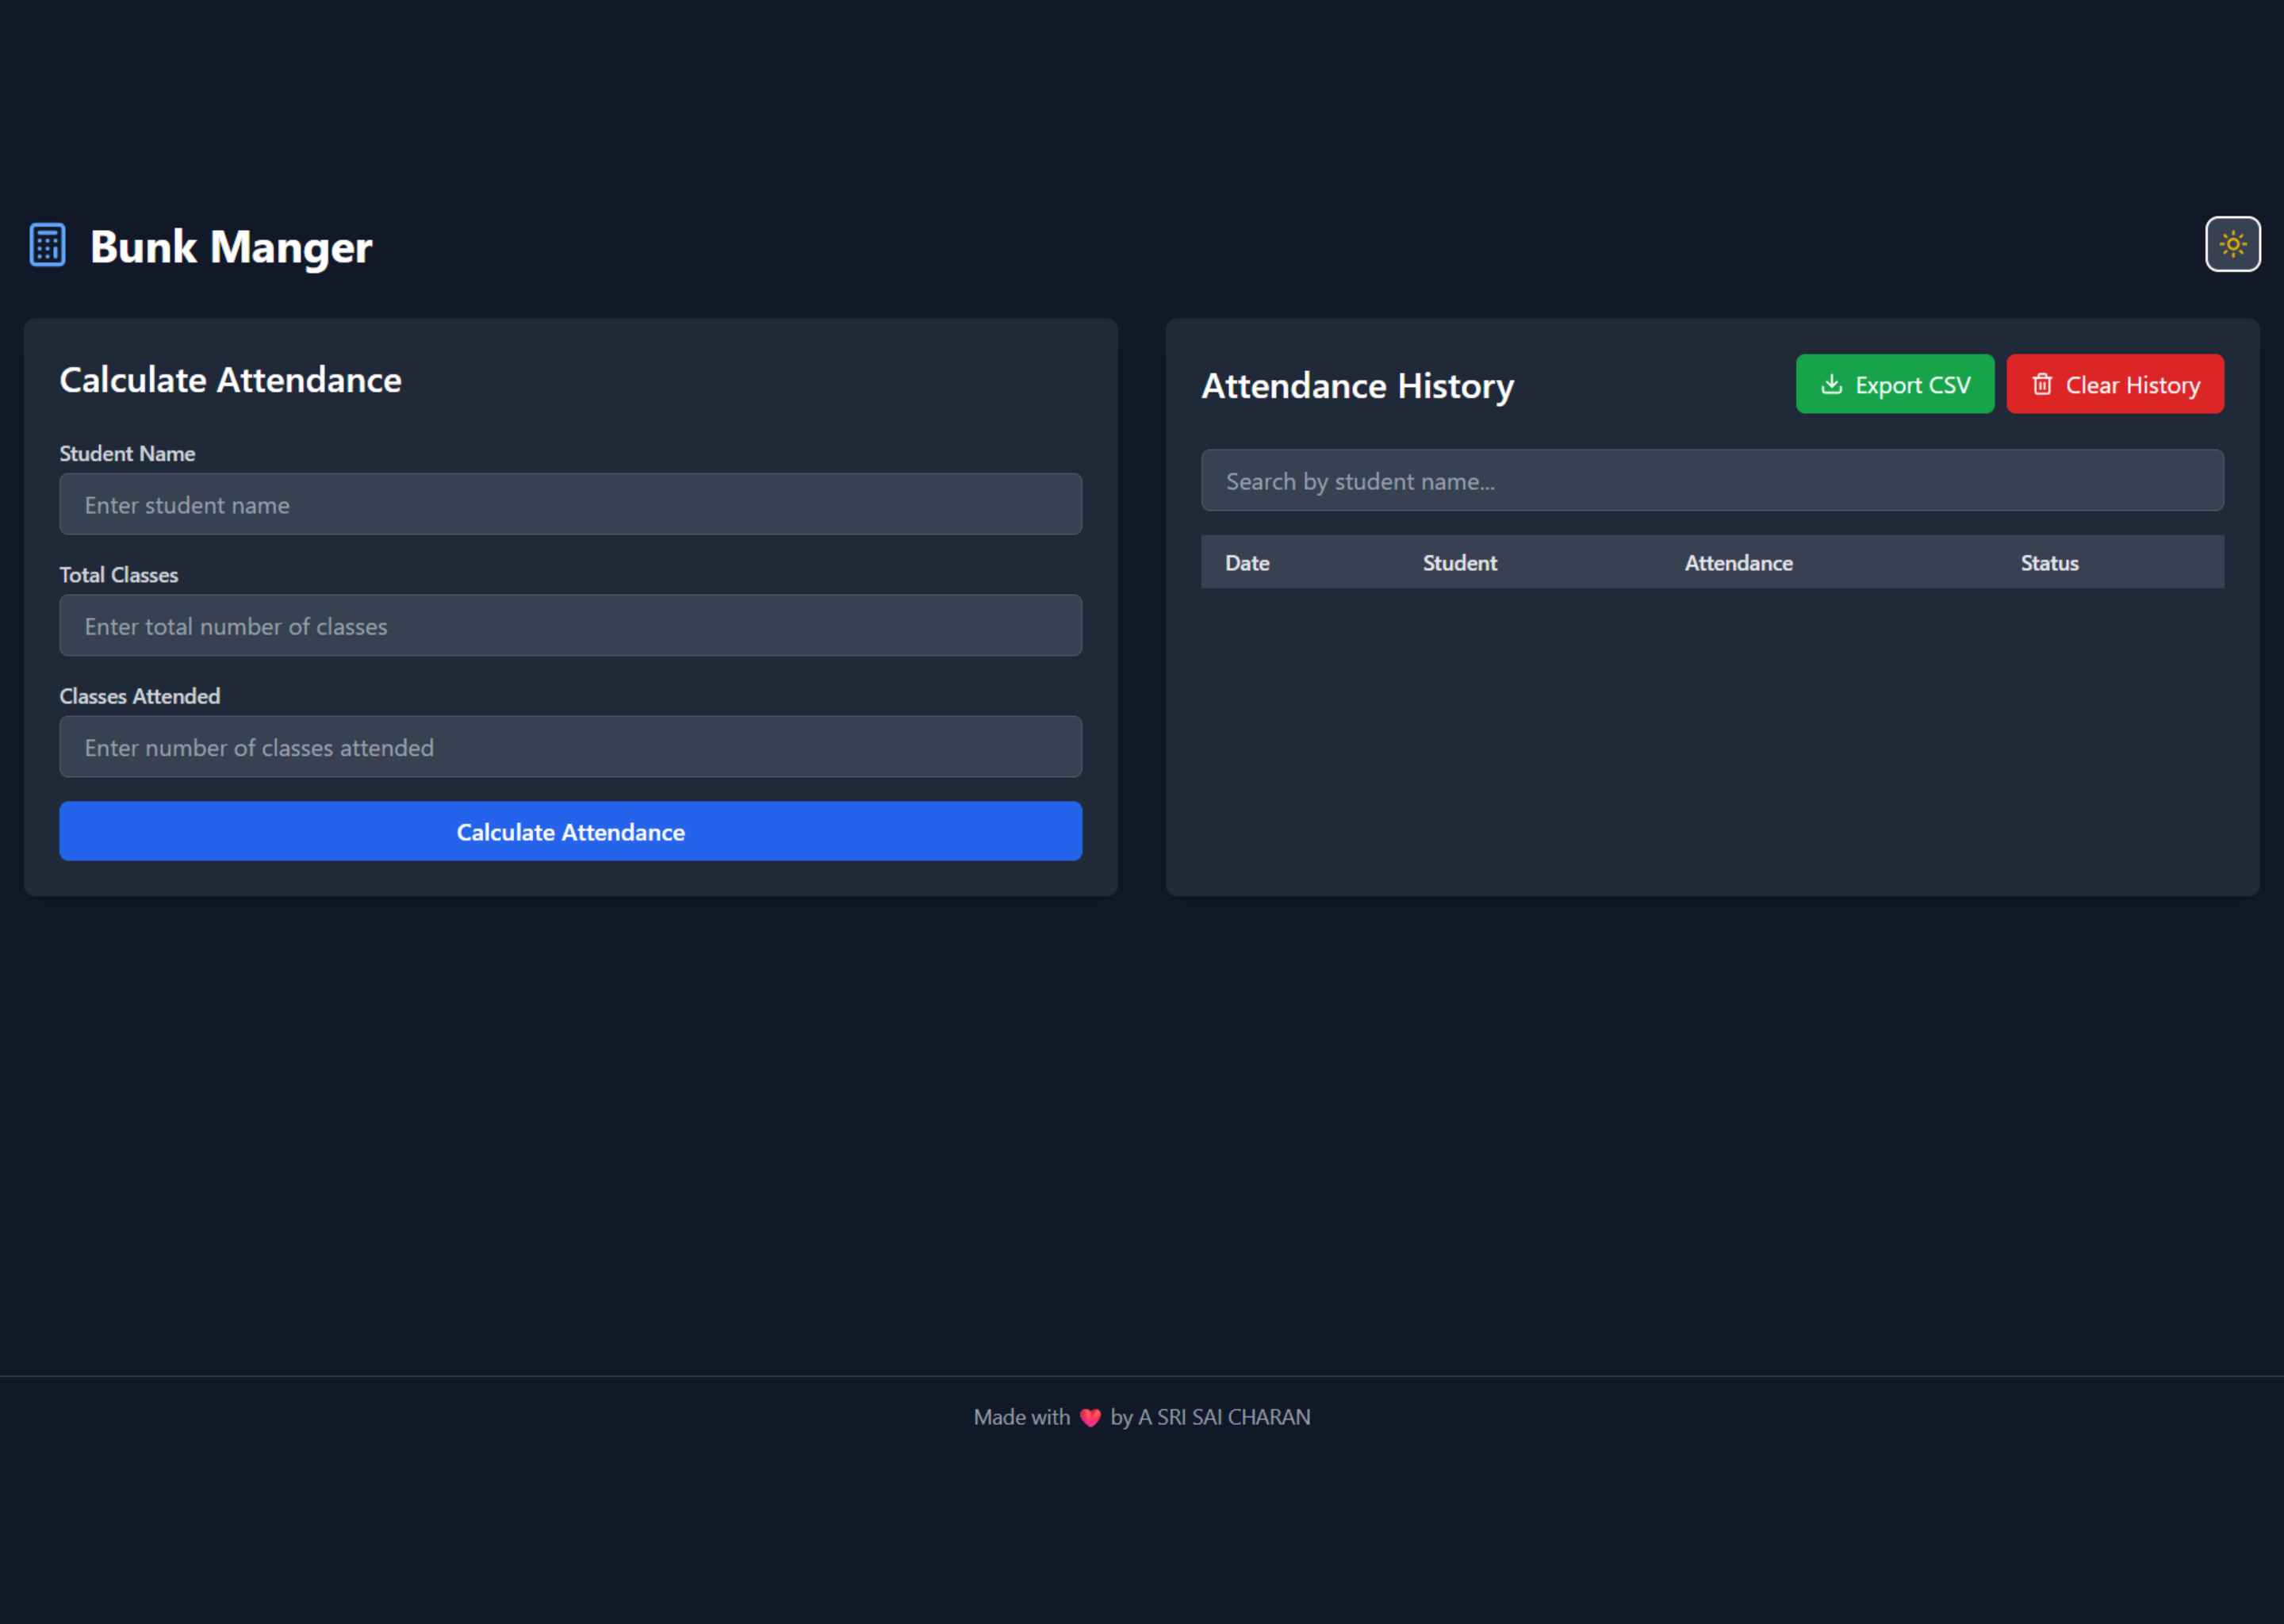 Bunk Manger
Calculate Attendance
Student Name
Enter student name
Total Classes
Enter total number of classes
Classes Attended
Enter number of classes attended
Calculate Attendance
Attendance History
Export CSV
Clear History
Search by student name...
Date Student Attendance Status
Made with ❤️ by A SRI SAI CHARAN